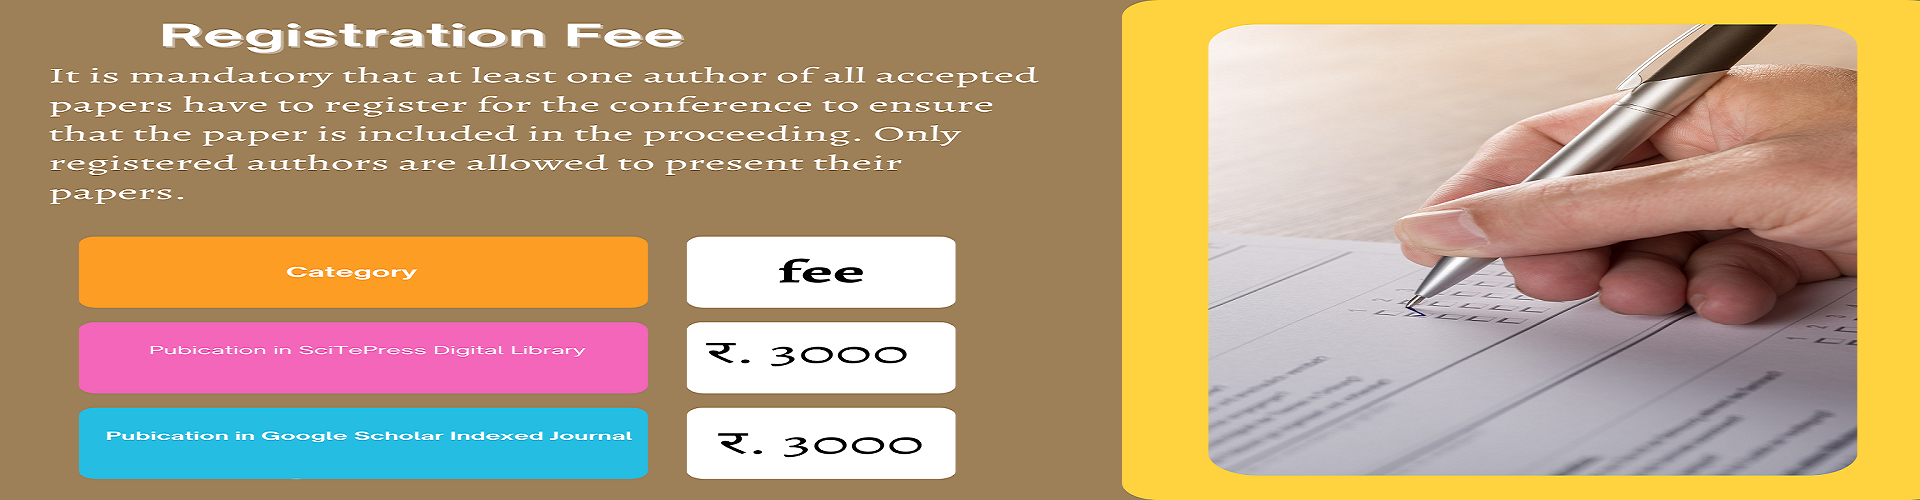 Registration Fee
It is mandatory that at least one author of all accepted
papers have to register for the conference to ensure
that the paper is included in the proceeding. Only
registered authors are allowed to present their
papers.
Category
fee
Pubication in SciTePress Digital Library
र. 3000
Pubication in Google Scholar Indexed Journal
र. 3000